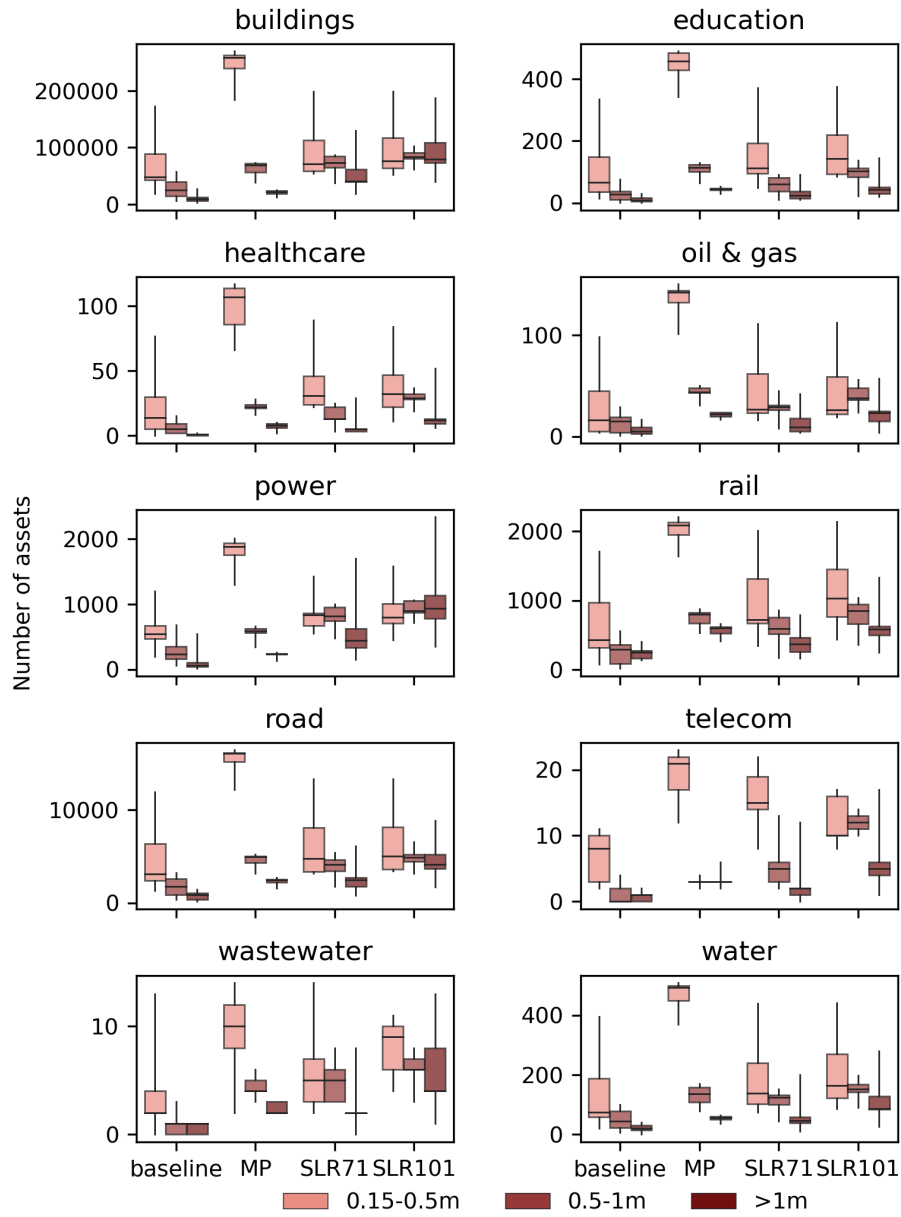 buildings
education
200000
100000
0
400
200
0
healthcare
oil & gas
100
50
0
100
0
power
rail
2000
1000
0
2000
1000
0
Number of assets
road
telecom
10000
0
20
10
0
wastewater
water
10
0
400
200
0
baseline MP SLR71 SLR101
baseline MP SLR71 SLR101
0.15-0.5m 0.5-1m >1m